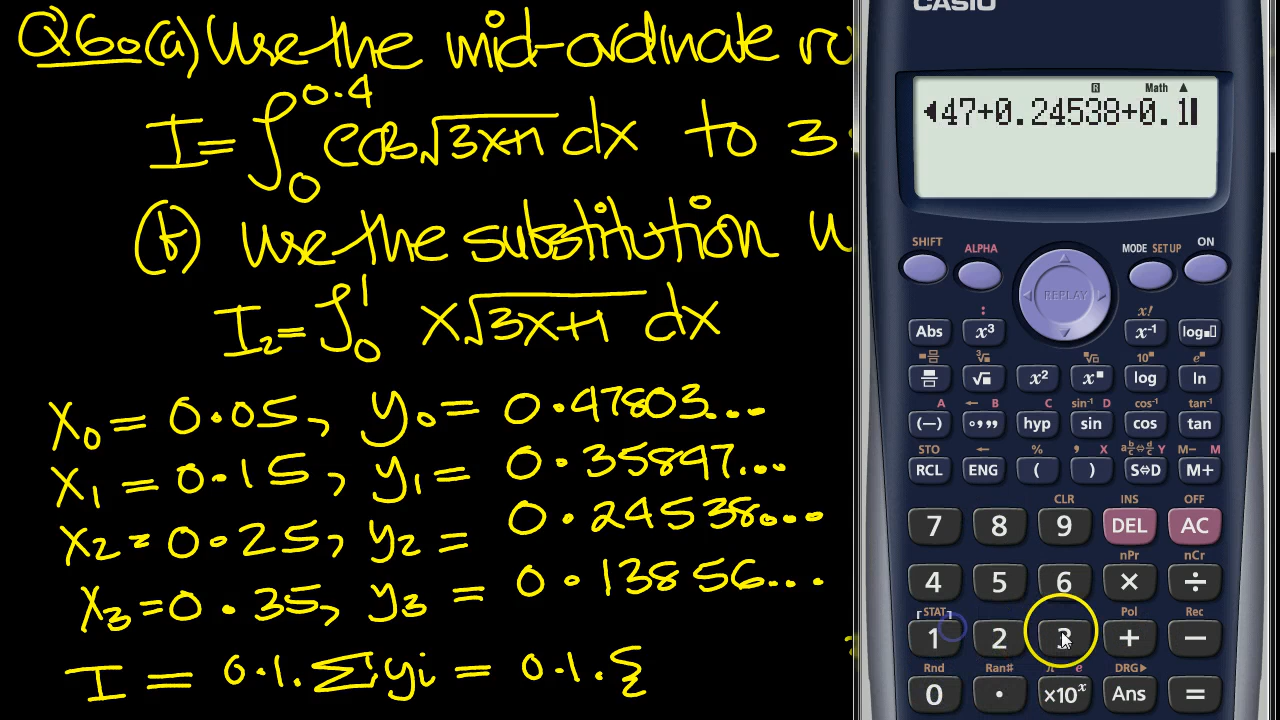 Q60(a) Use the mid-ordinate
I = ∫₀^0.4 cos√(3x+1) dx to 3
(b) Use the substitution u
I₂ = ∫₀^1 x√(3x+1) dx
x₀ = 0.05, y₀ = 0.47803...
x₁ = 0.15, y₁ = 0.35847...
x₂ = 0.25, y₂ = 0.24538...
x₃ = 0.35, y₃ = 0.13856...
I = 0.1. Σyᵢ = 0.1. {
CASIO
R Math ▲
◀47+0.24538+0.1
SHIFT ALPHA REPLAY MODE SETUP ON
: x!
Abs x³ x⁻¹ log
³√ 10 e
√ x² log ln
A ← B C sin⁻¹ D cos⁻¹ tan⁻¹
(−) °,,, hyp sin cos tan
STO ← % , X a b/c⇔d/c Y M− M
RCL ENG ( ) S⇔D M+
CLR INS OFF
7 8 9 DEL AC
nPr nCr
4 5 6 × ÷
STAT Pol Rec
1 2 3 + −
Rnd Ran# π e DRG▶
0 . ×10ˣ Ans =